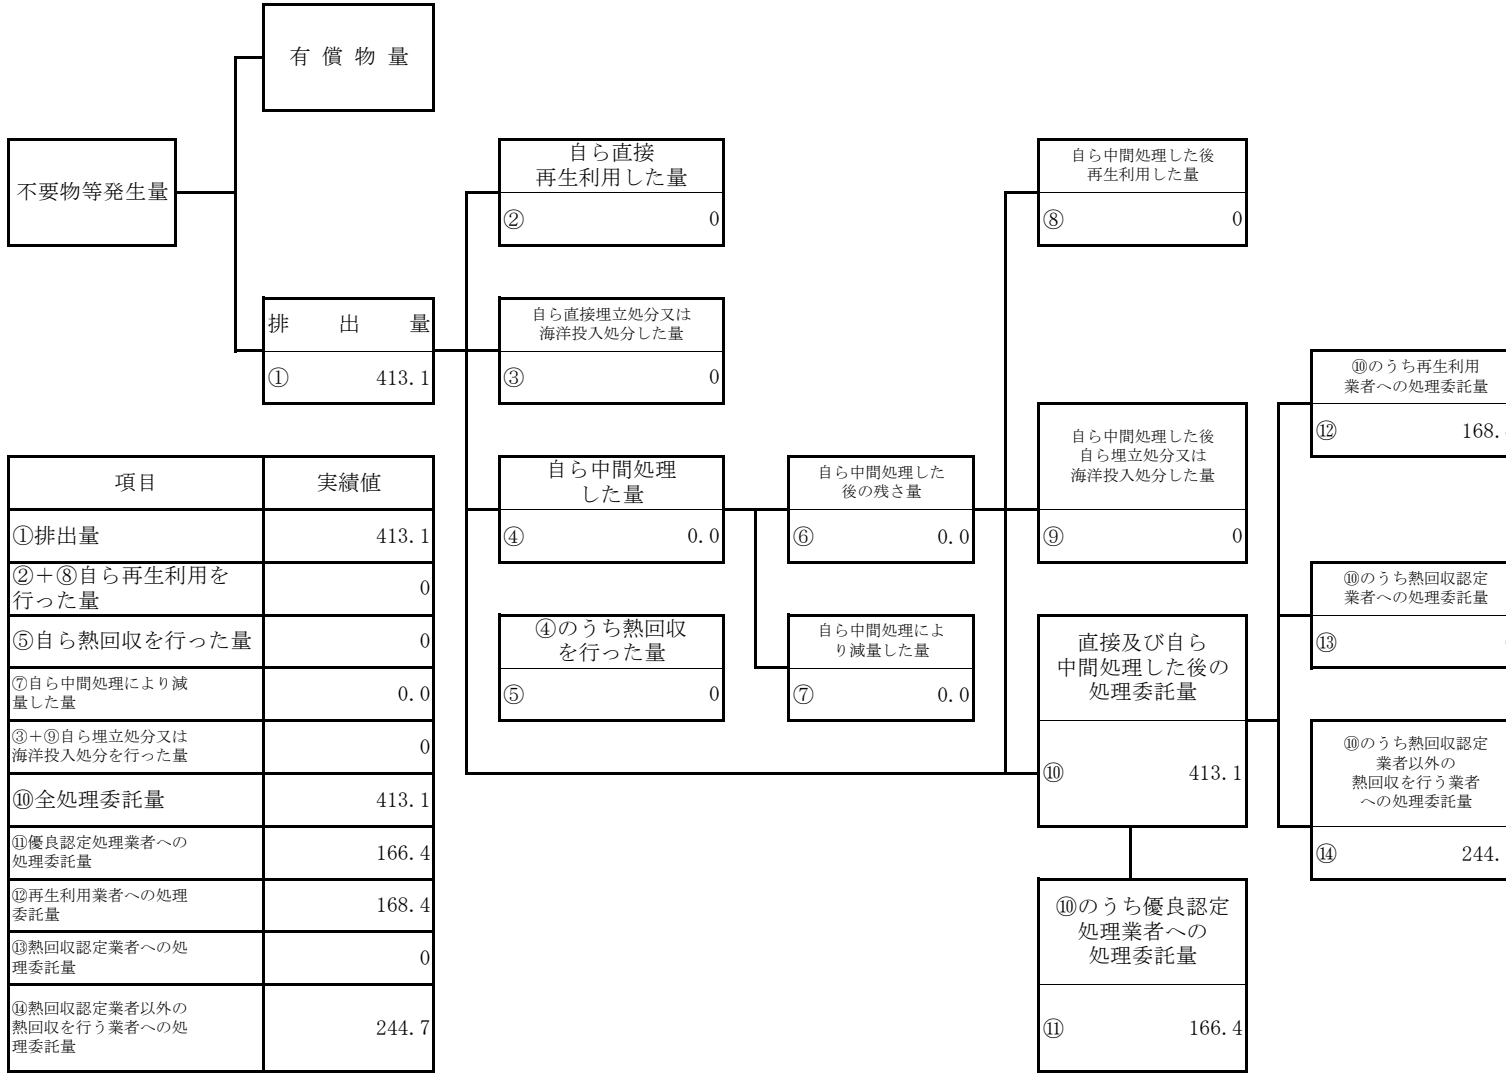 有償物量
不要物等発生量
排出量
① 413.1
自ら直接
再生利用した量
② 0
自ら直接埋立処分又は
海洋投入処分した量
③ 0
自ら中間処理
した量
④ 0.0
④のうち熱回収
を行った量
⑤ 0
自ら中間処理した
後の残さ量
⑥ 0.0
自ら中間処理によ
り減量した量
⑦ 0.0
自ら中間処理した後
再生利用した量
⑧ 0
自ら中間処理した後
自ら埋立処分又は
海洋投入処分した量
⑨ 0
直接及び自ら
中間処理した後の
処理委託量
⑩ 413.1
⑩のうち優良認定
処理業者への
処理委託量
⑪ 166.4
⑩のうち再生利用
業者への処理委託量
⑫ 168.
⑩のうち熱回収認定
業者への処理委託量
⑬
⑩のうち熱回収認定
業者以外の
熱回収を行う業者
への処理委託量
⑭ 244.
項目 実績値
①排出量 413.1
②+⑧自ら再生利用を
行った量 0
⑤自ら熱回収を行った量 0
⑦自ら中間処理により減
量した量 0.0
③+⑨自ら埋立処分又は
海洋投入処分を行った量 0
⑩全処理委託量 413.1
⑪優良認定処理業者への
処理委託量 166.4
⑫再生利用業者への処理
委託量 168.4
⑬熱回収認定業者への処
理委託量 0
⑭熱回収認定業者以外の
熱回収を行う業者への処
理委託量 244.7